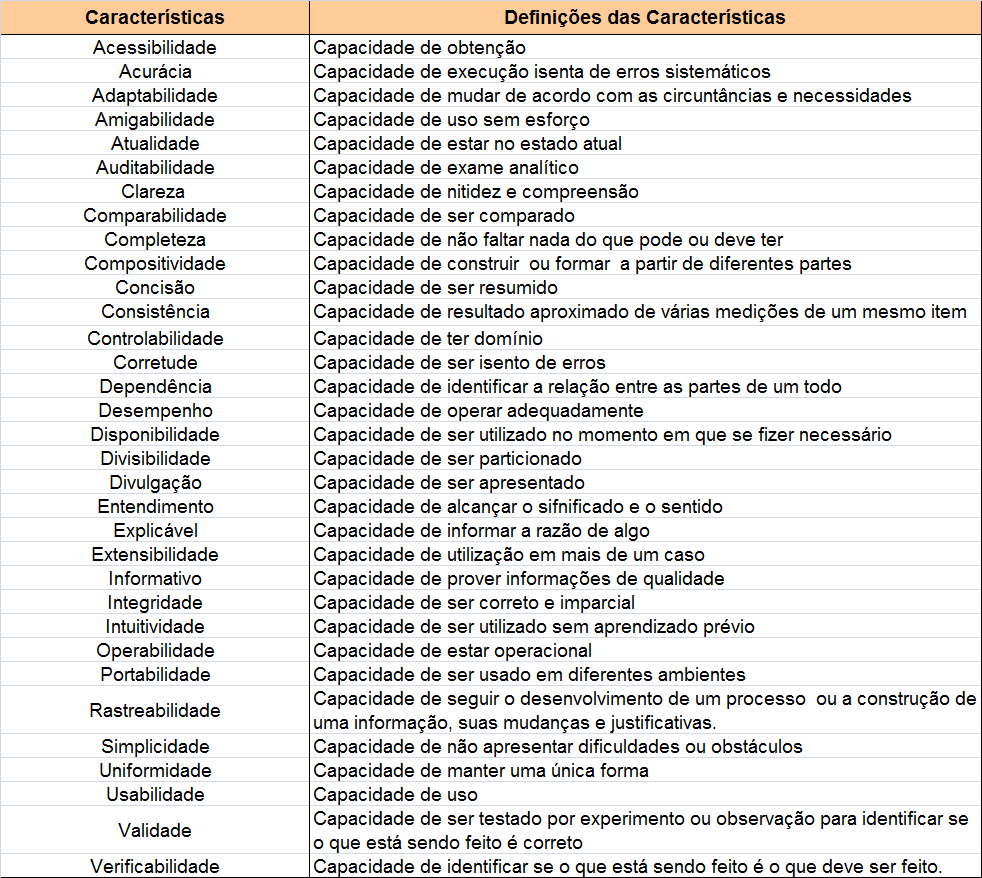 Características Definições das Características
Acessibilidade Capacidade de obtenção
Acurácia Capacidade de execução isenta de erros sistemáticos
Adaptabilidade Capacidade de mudar de acordo com as circuntâncias e necessidades
Amigabilidade Capacidade de uso sem esforço
Atualidade Capacidade de estar no estado atual
Auditabilidade Capacidade de exame analítico
Clareza Capacidade de nitidez e compreensão
Comparabilidade Capacidade de ser comparado
Completeza Capacidade de não faltar nada do que pode ou deve ter
Compositividade Capacidade de construir ou formar a partir de diferentes partes
Concisão Capacidade de ser resumido
Consistência Capacidade de resultado aproximado de várias medições de um mesmo item
Controlabilidade Capacidade de ter domínio
Corretude Capacidade de ser isento de erros
Dependência Capacidade de identificar a relação entre as partes de um todo
Desempenho Capacidade de operar adequadamente
Disponibilidade Capacidade de ser utilizado no momento em que se fizer necessário
Divisibilidade Capacidade de ser particionado
Divulgação Capacidade de ser apresentado
Entendimento Capacidade de alcançar o sifnificado e o sentido
Explicável Capacidade de informar a razão de algo
Extensibilidade Capacidade de utilização em mais de um caso
Informativo Capacidade de prover informações de qualidade
Integridade Capacidade de ser correto e imparcial
Intuitividade Capacidade de ser utilizado sem aprendizado prévio
Operabilidade Capacidade de estar operacional
Portabilidade Capacidade de ser usado em diferentes ambientes
Rastreabilidade Capacidade de seguir o desenvolvimento de um processo ou a construção de
uma informação, suas mudanças e justificativas.
Simplicidade Capacidade de não apresentar dificuldades ou obstáculos
Uniformidade Capacidade de manter uma única forma
Usabilidade Capacidade de uso
Validade Capacidade de ser testado por experimento ou observação para identificar se
o que está sendo feito é correto
Verificabilidade Capacidade de identificar se o que está sendo feito é o que deve ser feito.